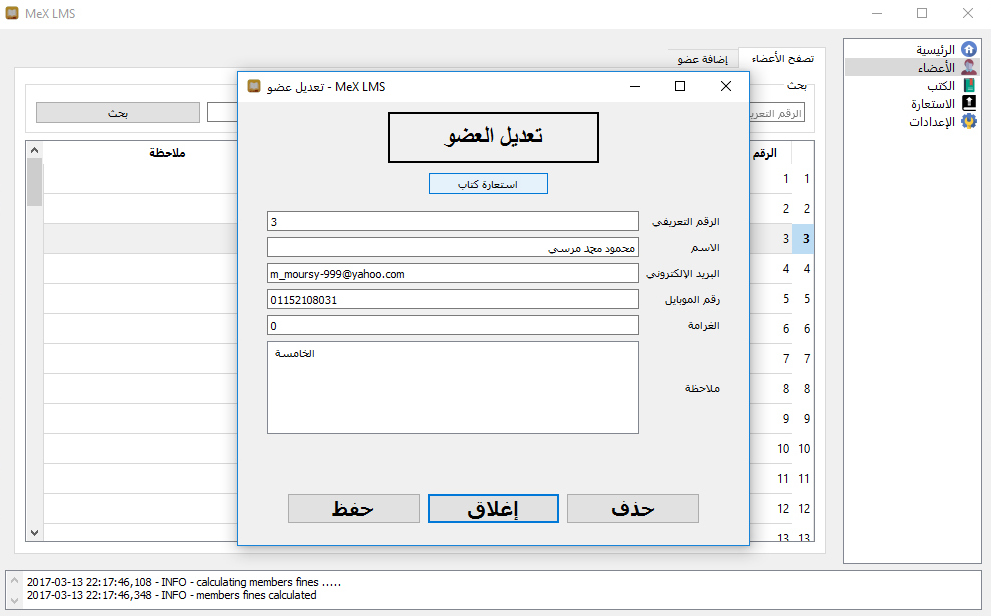 MeX LMS
الرئيسية
الأعضاء
الكتب
الاستعارة
الإعدادات
تصفح الأعضاء
إضافة عضو
بحث
بحث
الرقم
ملاحظة
1 1
2 2
3 3
4 4
5 5
6 6
7 7
8 8
9 9
10 10
11 11
12 12
13 13
MeX LMS - تعديل عضو
تعديل العضو
استعارة كتاب
الرقم التعريفي
3
الاسم
محمود محمد مرسي
البريد الإلكتروني
m_moursy-999@yahoo.com
رقم الموبايل
01152108031
الغرامة
0
ملاحظة
الخامسة
حذف
إغلاق
حفظ
2017-03-13 22:17:46,108 - INFO - calculating members fines .....
2017-03-13 22:17:46,348 - INFO - members fines calculated